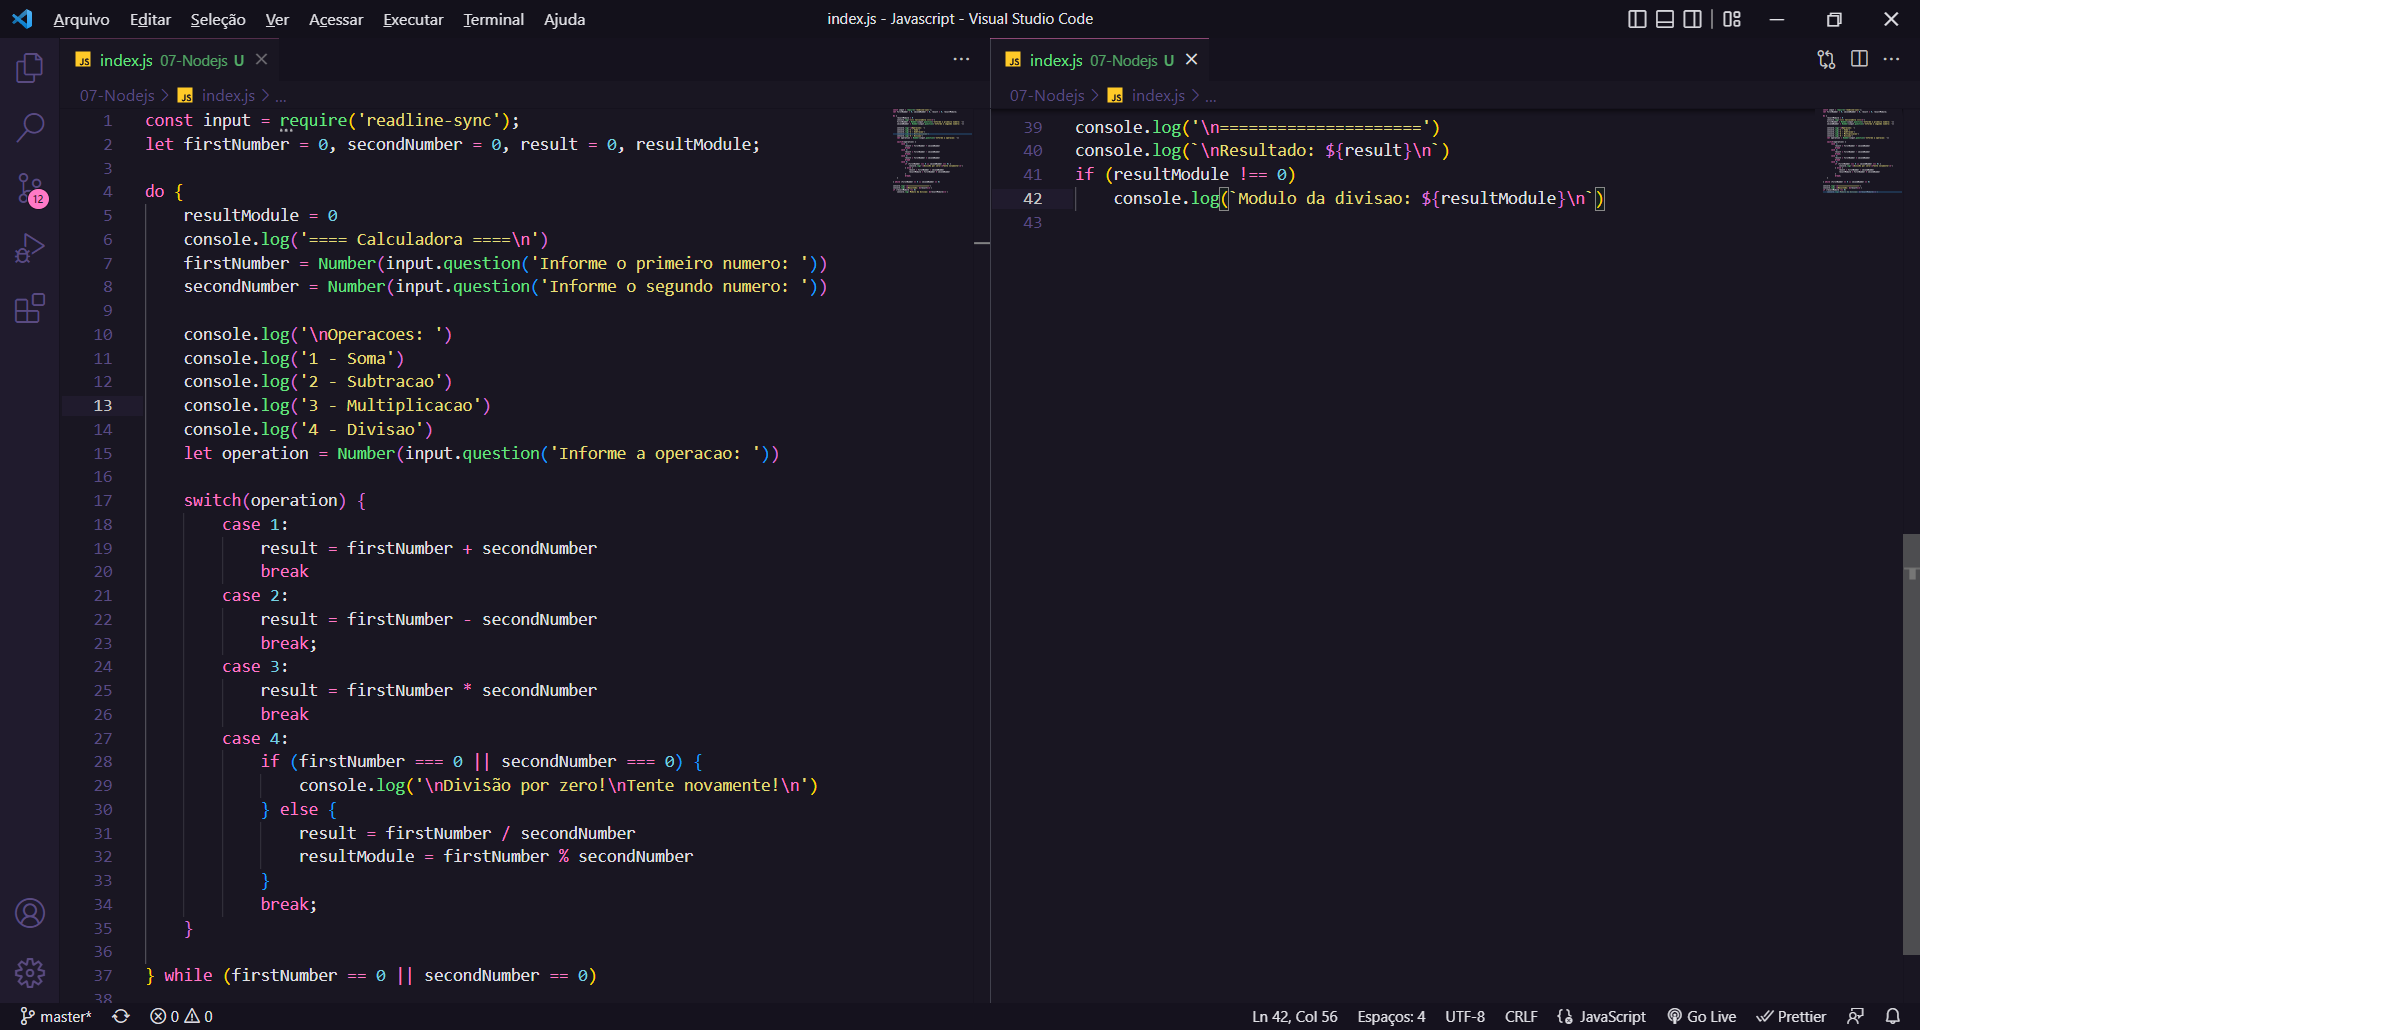 Arquivo Editar Seleção Ver Acessar Executar Terminal Ajuda
index.js - Javascript - Visual Studio Code
index.js 07-Nodejs U
07-Nodejs > index.js > ...
12
1 const input = require('readline-sync');
2 let firstNumber = 0, secondNumber = 0, result = 0, resultModule;
3
4 do {
5     resultModule = 0
6     console.log('==== Calculadora ====\n')
7     firstNumber = Number(input.question('Informe o primeiro numero: '))
8     secondNumber = Number(input.question('Informe o segundo numero: '))
9
10     console.log('\nOperacoes: ')
11     console.log('1 - Soma')
12     console.log('2 - Subtracao')
13     console.log('3 - Multiplicacao')
14     console.log('4 - Divisao')
15     let operation = Number(input.question('Informe a operacao: '))
16
17     switch(operation) {
18         case 1:
19             result = firstNumber + secondNumber
20             break
21         case 2:
22             result = firstNumber - secondNumber
23             break;
24         case 3:
25             result = firstNumber * secondNumber
26             break
27         case 4:
28             if (firstNumber === 0 || secondNumber === 0) {
29                 console.log('\nDivisão por zero!\nTente novamente!\n')
30             } else {
31                 result = firstNumber / secondNumber
32                 resultModule = firstNumber % secondNumber
33             }
34             break;
35     }
36
37 } while (firstNumber == 0 || secondNumber == 0)
38
index.js 07-Nodejs U
07-Nodejs > index.js > ...
39 console.log('\n=====================')
40 console.log(`\nResultado: ${result}\n`)
41 if (resultModule !== 0)
42     console.log(`Modulo da divisao: ${resultModule}\n`)
43
master* 0 0 Ln 42, Col 56 Espaços: 4 UTF-8 CRLF JavaScript Go Live Prettier